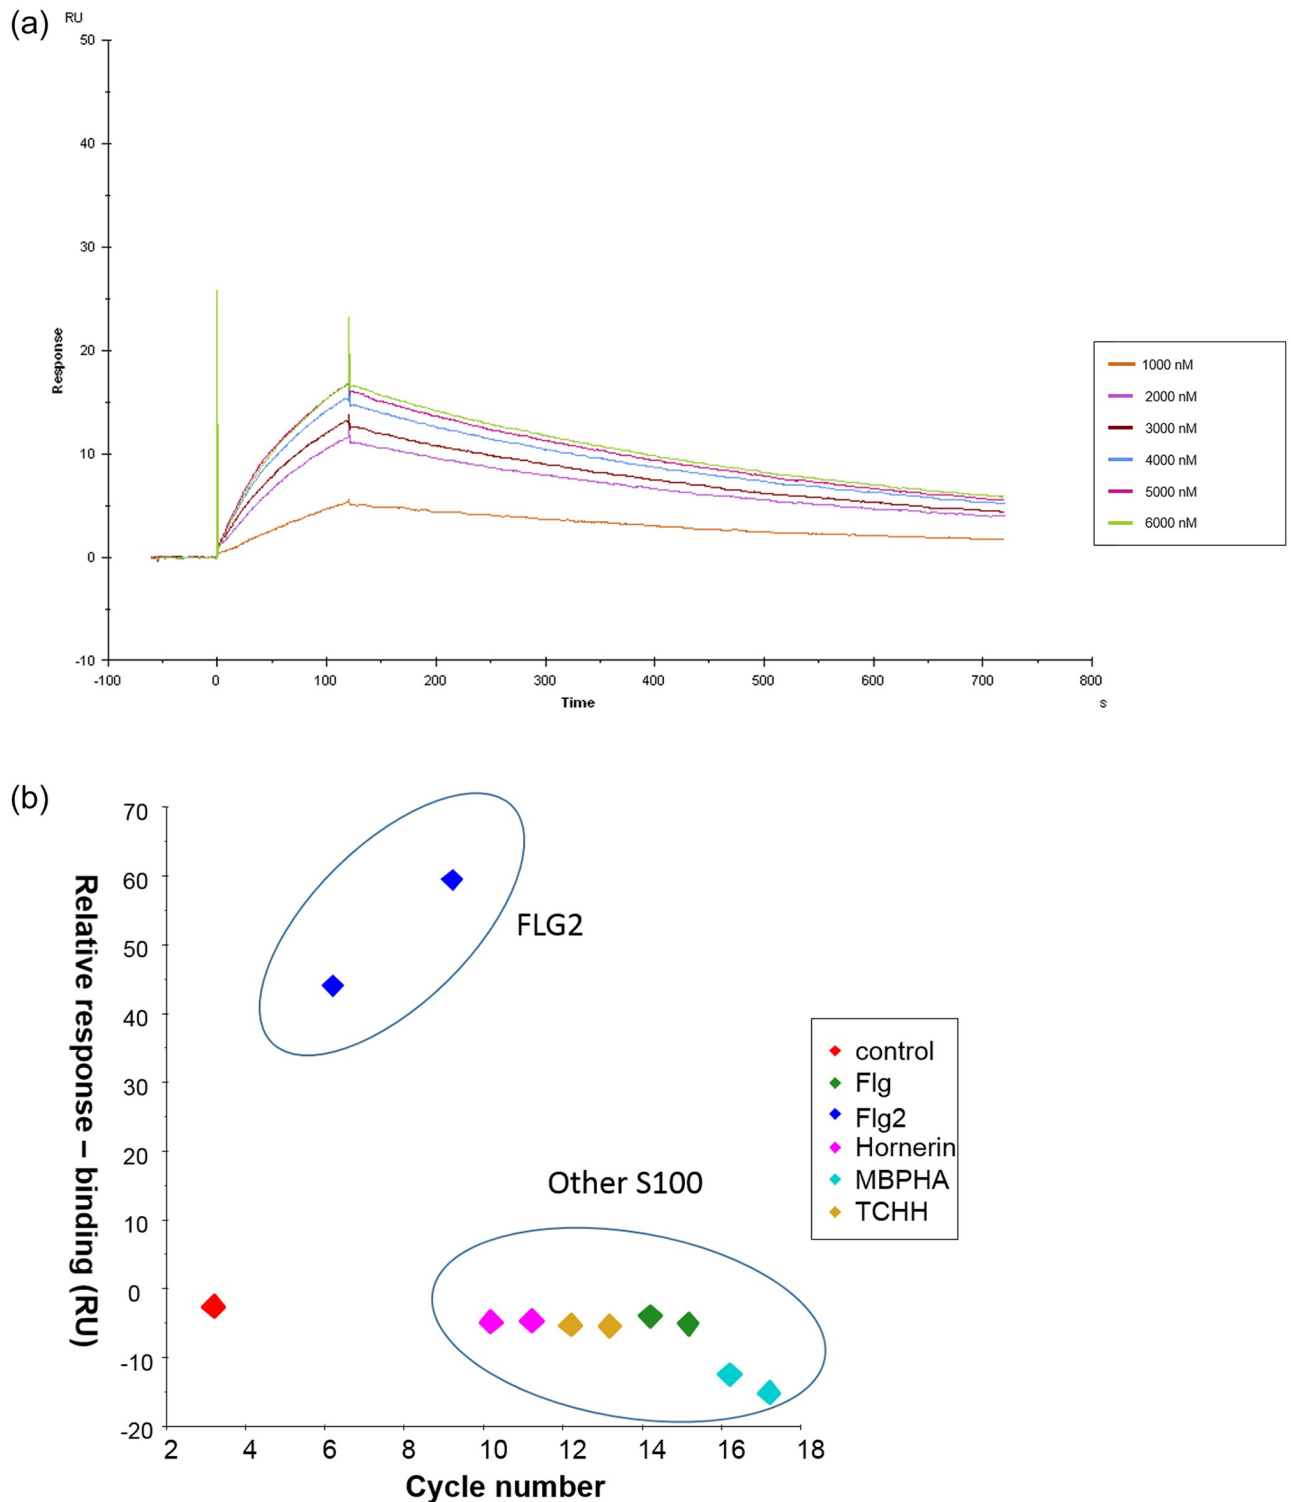 (a)
RU
50
40
30
20
10
0
-10
Response
-100 0 100 200 300 400 500 600 700 800
Time
s
1000 nM
2000 nM
3000 nM
4000 nM
5000 nM
6000 nM
(b)
70
60
50
40
30
20
10
0
-10
-20
Relative response – binding (RU)
FLG2
Other S100
control
Flg
Flg2
Hornerin
MBPHA
TCHH
2 4 6 8 10 12 14 16 18
Cycle number